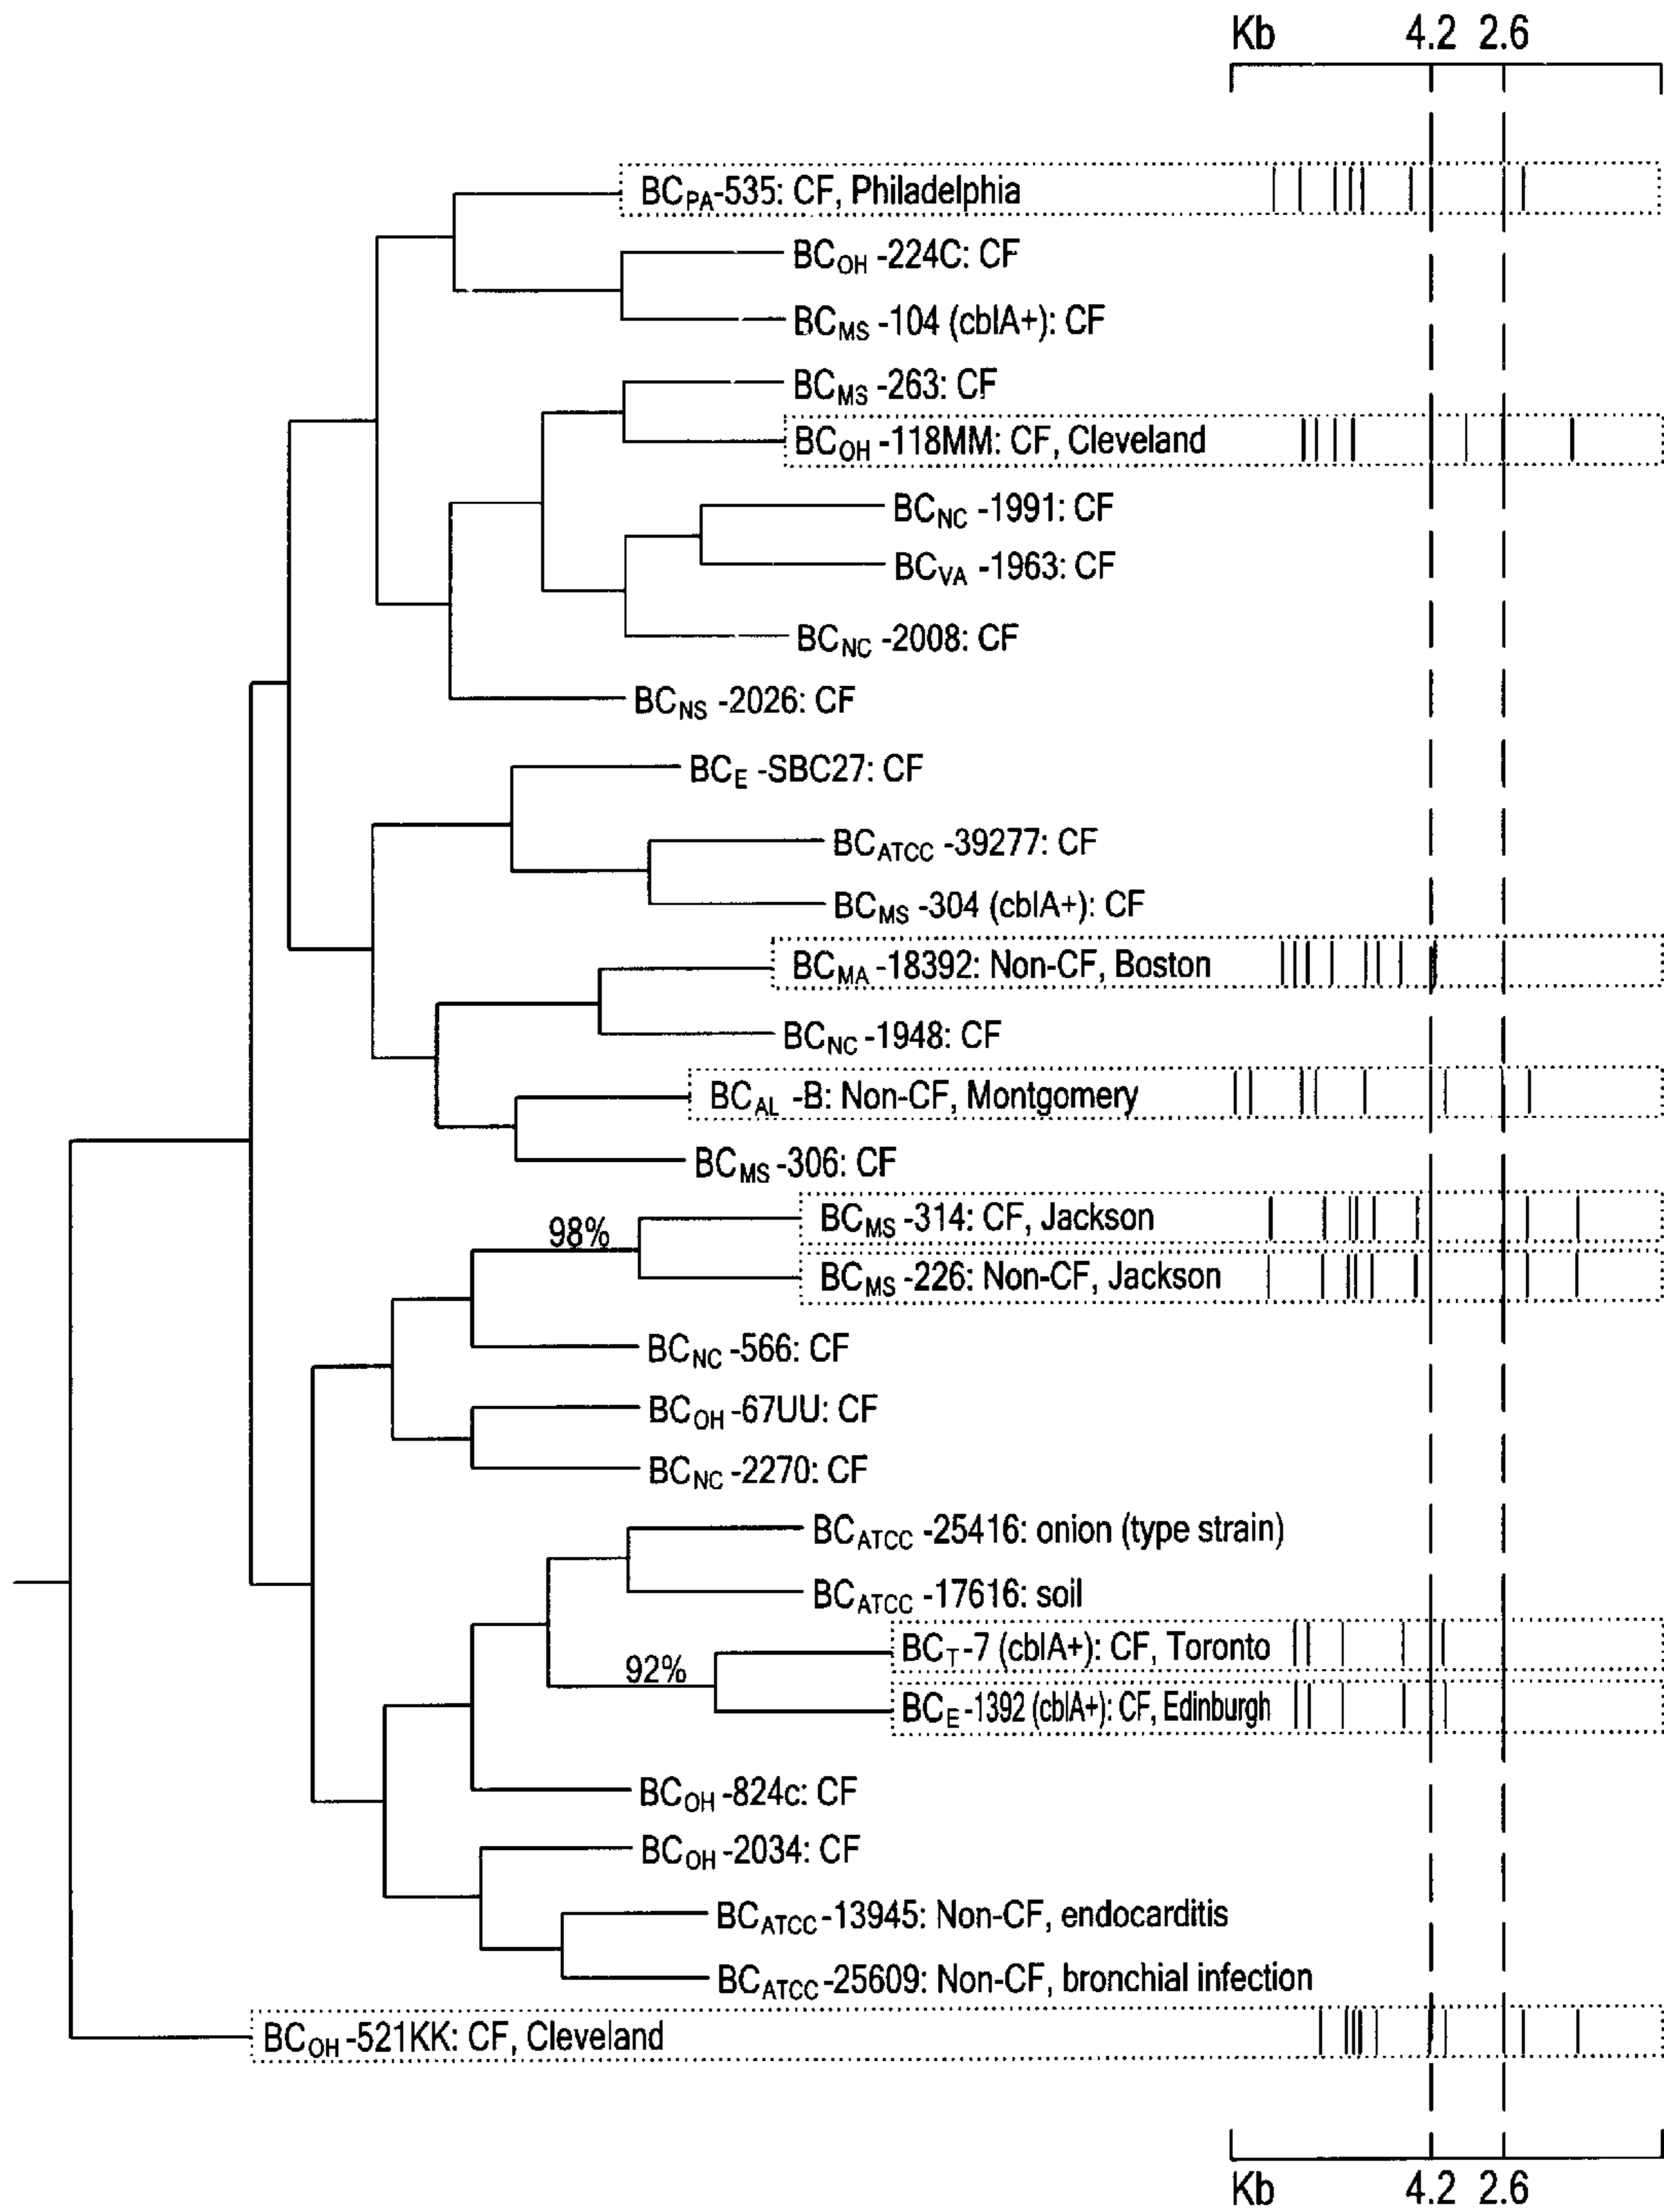 Kb 4.2 2.6
BCPA-535: CF, Philadelphia
BCOH -224C: CF
BCMS -104 (cblA+): CF
BCMS -263: CF
BCOH -118MM: CF, Cleveland
BCNC -1991: CF
BCVA -1963: CF
BCNC -2008: CF
BCNS -2026: CF
BCE -SBC27: CF
BCATCC -39277: CF
BCMS -304 (cblA+): CF
BCMA -18392: Non-CF, Boston
BCNC -1948: CF
BCAL -B: Non-CF, Montgomery
BCMS -306: CF
98%
BCMS -314: CF, Jackson
BCMS -226: Non-CF, Jackson
BCNC -566: CF
BCOH -67UU: CF
BCNC -2270: CF
BCATCC -25416: onion (type strain)
BCATCC -17616: soil
BCT-7 (cblA+): CF, Toronto
92%
BCE -1392 (cblA+): CF, Edinburgh
BCOH -824c: CF
BCOH -2034: CF
BCATCC -13945: Non-CF, endocarditis
BCATCC -25609: Non-CF, bronchial infection
BCOH -521KK: CF, Cleveland
Kb 4.2 2.6